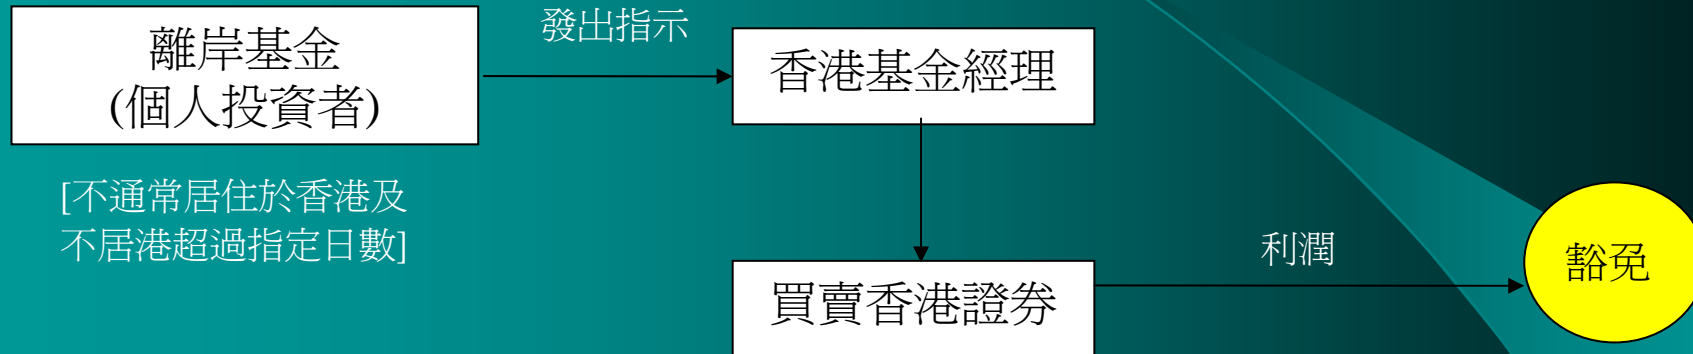 離岸基金
(個人投資者)
發出指示
香港基金經理
[不通常居住於香港及
不居港超過指定日數]
買賣香港證券
利潤
豁免